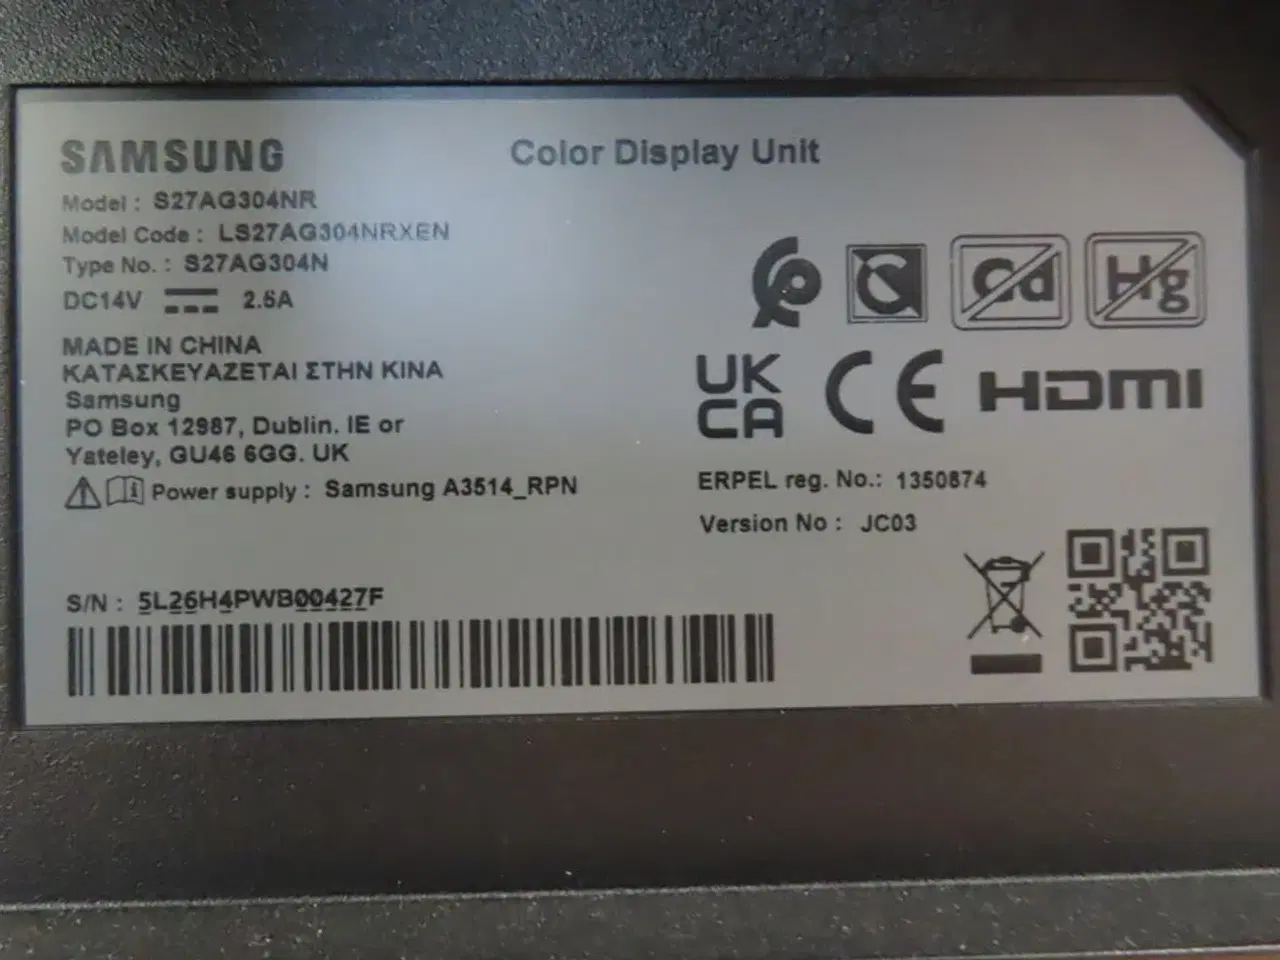 SAMSUNG
Color Display Unit
Model : S27AG304NR
Model Code : LS27AG304NRXEN
Type No. : S27AG304N
DC14V 2.5A
MADE IN CHINA
ΚΑΤΑΣΚΕΥΑΖΕΤΑΙ ΣΤΗΝ ΚΙΝΑ
Samsung
PO Box 12987, Dublin. IE or
Yateley, GU46 6GG. UK
Power supply : Samsung A3514_RPN
Cd
Hg
UK
CA
CE
HDMI
ERPEL reg. No.: 1350874
Version No : JC03
S/N : 5L26H4PWB00427F